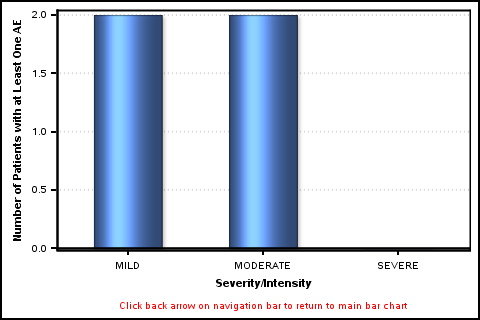 Number of Patients with at Least One AE
2.0
1.5
1.0
0.5
0.0
MILD MODERATE SEVERE
Severity/Intensity
Click back arrow on navigation bar to return to main bar chart